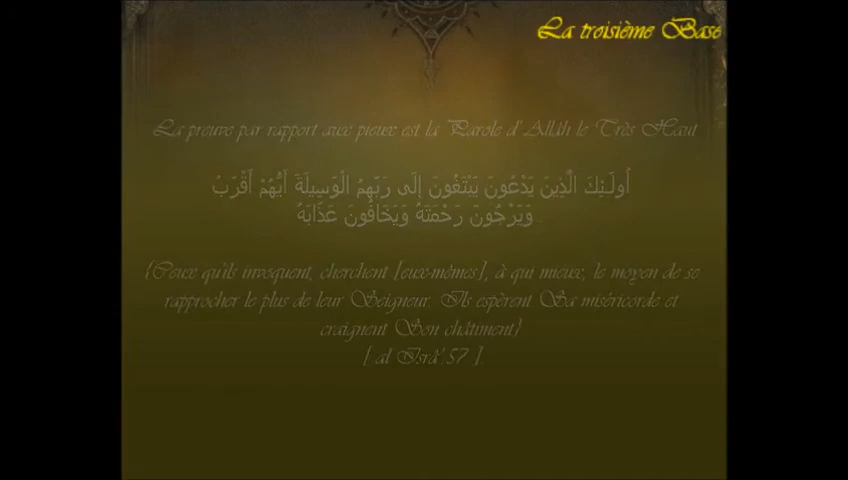 La troisième Base
La preuve par rapport aux pieux est la Parole d'Allâh le Très Haut
أُولَـئِكَ الَّذِينَ يَدْعُونَ يَبْتَغُونَ إِلَى رَبِّهِمُ الْوَسِيلَةَ أَيُّهُمْ أَقْرَبُ
وَيَرْجُونَ رَحْمَتَهُ وَيَخَافُونَ عَذَابَهُ
{Ceux qu'ils invoquent, cherchent [eux-mêmes], à qui mieux, le moyen de se
rapprocher le plus de leur Seigneur. Ils espèrent Sa miséricorde et
craignent Son châtiment}
[ al Isrâ':57 ].